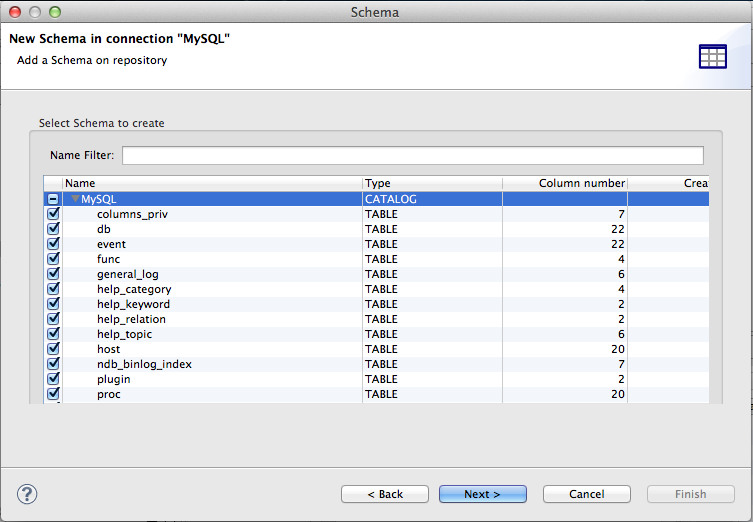 Schema
New Schema in connection "MySQL"
Add a Schema on repository
Select Schema to create
Name Filter:
Name Type Column number Crea
MySQL CATALOG
columns_priv TABLE 7
db TABLE 22
event TABLE 22
func TABLE 4
general_log TABLE 6
help_category TABLE 4
help_keyword TABLE 2
help_relation TABLE 2
help_topic TABLE 6
host TABLE 20
ndb_binlog_index TABLE 7
plugin TABLE 2
proc TABLE 20
? < Back Next > Cancel Finish